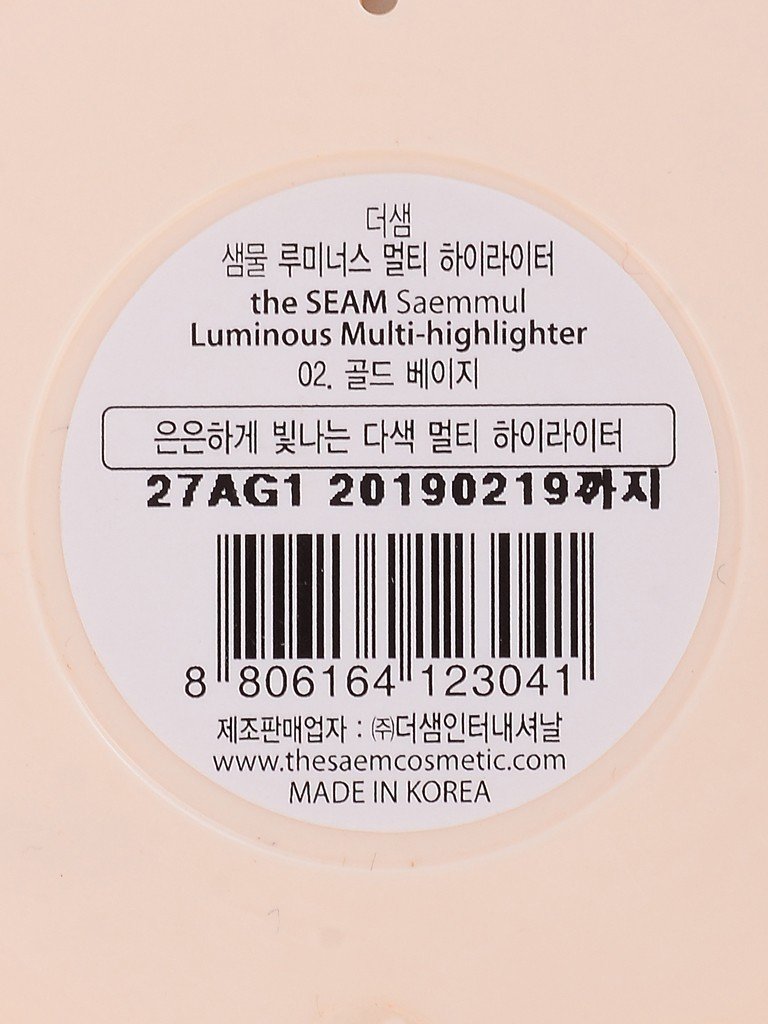 더샘
샘물 루미너스 멀티 하이라이터
the SEAM Saemmul
Luminous Multi-highlighter
02. 골드 베이지
은은하게 빛나는 다색 멀티 하이라이터
27AG1 20190219까지
8 806164 123041
제조판매업자 : ㈜더샘인터내셔날
www.thesaemcosmetic.com
MADE IN KOREA